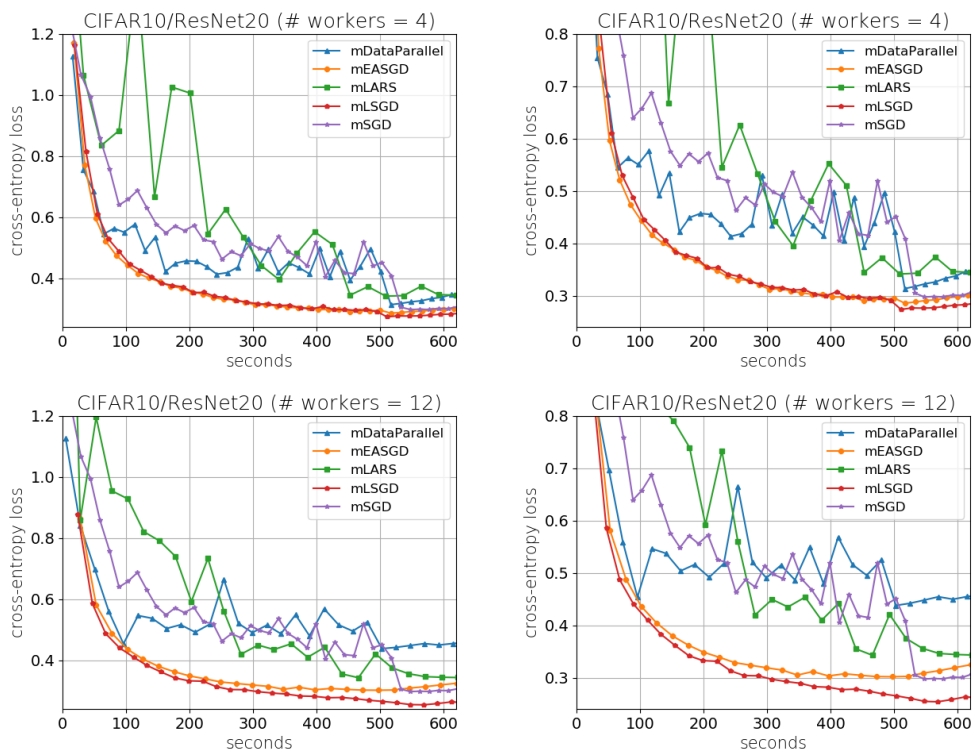 CIFAR10/ResNet20 (# workers = 4)
1.2
1.0
0.8
0.6
0.4
cross-entropy loss
mDataParallel
mEASGD
mLARS
mLSGD
mSGD
0 100 200 300 400 500 600
seconds
CIFAR10/ResNet20 (# workers = 4)
0.8
0.7
0.6
0.5
0.4
0.3
cross-entropy loss
mDataParallel
mEASGD
mLARS
mLSGD
mSGD
0 100 200 300 400 500 600
seconds
CIFAR10/ResNet20 (# workers = 12)
1.2
1.0
0.8
0.6
0.4
cross-entropy loss
mDataParallel
mEASGD
mLARS
mLSGD
mSGD
0 100 200 300 400 500 600
seconds
CIFAR10/ResNet20 (# workers = 12)
0.8
0.7
0.6
0.5
0.4
0.3
cross-entropy loss
mDataParallel
mEASGD
mLARS
mLSGD
mSGD
0 100 200 300 400 500 600
seconds